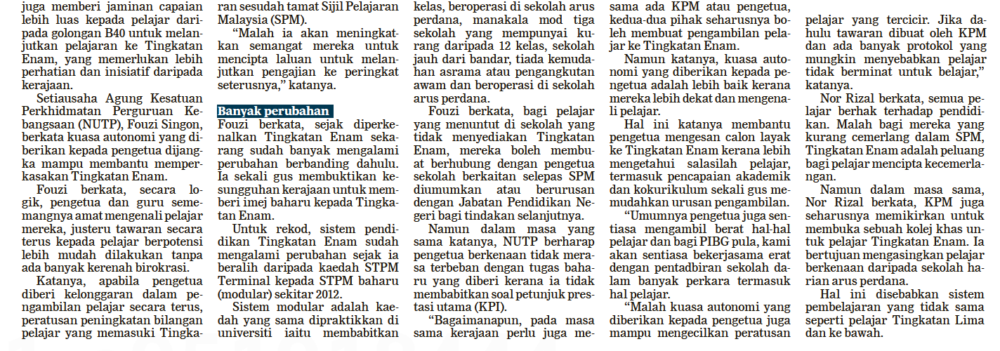 juga memberi jaminan capaian
lebih luas kepada pelajar dari-
pada golongan B40 untuk melan-
jutkan pelajaran ke Tingkatan
Enam, yang memerlukan lebih
perhatian dan inisiatif daripada
kerajaan.
Setiausaha Agung Kesatuan
Perkhidmatan Perguruan Ke-
bangsaan (NUTP), Fouzi Singon,
berkata kuasa autonomi yang di-
berikan kepada pengetua dijang-
ka mampu membantu memper-
kasakan Tingkatan Enam.
Fouzi berkata, secara lo-
gik, pengetua dan guru seme-
mangnya amat mengenali pelajar
mereka, justeru tawaran secara
terus kepada pelajar berpotensi
lebih mudah dilakukan tanpa
ada banyak kerenah birokrasi.
Katanya, apabila pengetua
diberi kelonggaran dalam pe-
ngambilan pelajar secara terus,
peratusan peningkatan bilangan
pelajar yang memasuki Tingka-
ran sesudah tamat Sijil Pelajaran
Malaysia (SPM).
“Malah ia akan meningkat-
kan semangat mereka untuk
mencipta laluan untuk melan-
jutkan pengajian ke peringkat
seterusnya,” katanya.
Banyak perubahan
Fouzi berkata, sejak diperke-
nalkan Tingkatan Enam seka-
rang sudah banyak mengalami
perubahan berbanding dahulu.
Ia sekali gus membuktikan ke-
sungguhan kerajaan untuk mem-
beri imej baharu kepada Tingka-
tan Enam.
Untuk rekod, sistem pendi-
dikan Tingkatan Enam sudah
mengalami perubahan sejak ia
beralih daripada kaedah STPM
Terminal kepada STPM baharu
(modular) sekitar 2012.
Sistem modular adalah kae-
dah yang sama dipraktikkan di
universiti iaitu membabitkan
kelas, beroperasi di sekolah arus
perdana, manakala mod tiga
sekolah yang mempunyai ku-
rang daripada 12 kelas, sekolah
jauh dari bandar, tiada kemuda-
han asrama atau pengangkutan
awam dan beroperasi di sekolah
arus perdana.
Fouzi berkata, bagi pelajar
yang menuntut di sekolah yang
tidak menyediakan Tingkatan
Enam, mereka boleh membu-
at berhubung dengan pengetua
sekolah berkaitan selepas SPM
diumumkan atau berurusan
dengan Jabatan Pendidikan Ne-
geri bagi tindakan selanjutnya.
Namun dalam masa yang
sama katanya, NUTP berharap
pengetua berkenaan tidak mera-
sa terbeban dengan tugas baha-
ru yang diberi kerana ia tidak
membabitkan soal petunjuk pres-
tasi utama (KPI).
“Bagaimanapun, pada masa
sama kerajaan perlu juga me-
sama ada KPM atau pengetua,
kedua-dua pihak seharusnya bo-
leh membuat pengambilan pela-
jar ke Tingkatan Enam.
Namun katanya, kuasa auto-
nomi yang diberikan kepada pe-
ngetua adalah lebih baik kerana
mereka lebih dekat dan mengena-
li pelajar.
Hal ini katanya membantu
pengetua mengesan calon layak
ke Tingkatan Enam kerana lebih
mengetahui salasilah pelajar,
termasuk pencapaian akademik
dan kokurikulum sekali gus me-
mudahkan urusan pengambilan.
“Umumnya pengetua juga sen-
tiasa mengambil berat hal-hal
pelajar dan bagi PIBG pula, kami
akan sentiasa bekerjasama erat
dengan pentadbiran sekolah da-
lam banyak perkara termasuk
hal pelajar.
“Malah kuasa autonomi yang
diberikan kepada pengetua juga
mampu mengecilkan peratusan
pelajar yang tercicir. Jika da-
hulu tawaran dibuat oleh KPM
dan ada banyak protokol yang
mungkin menyebabkan pelajar
tidak berminat untuk belajar,”
katanya.
Nor Rizal berkata, semua pe-
lajar berhak terhadap pendidi-
kan. Malah bagi mereka yang
kurang cemerlang dalam SPM,
Tingkatan Enam adalah peluang
bagi pelajar mencipta kecemerla-
ngan.
Namun dalam masa sama,
Nor Rizal berkata, KPM juga
seharusnya memikirkan untuk
membuka sebuah kolej khas un-
tuk pelajar Tingkatan Enam. Ia
bertujuan mengasingkan pelajar
berkenaan daripada sekolah ha-
rian arus perdana.
Hal ini disebabkan sistem
pembelajaran yang tidak sama
seperti pelajar Tingkatan Lima
dan ke bawah.